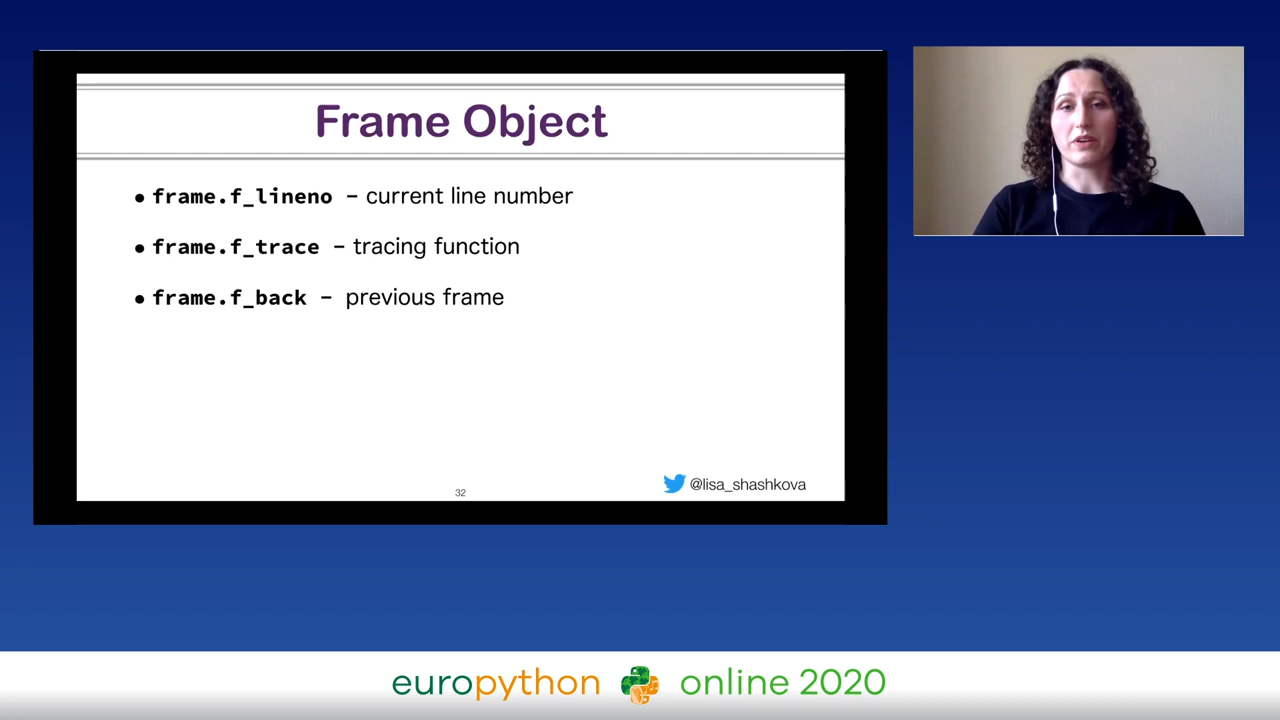 Frame Object
• frame.f_lineno – current line number
• frame.f_trace – tracing function
• frame.f_back – previous frame
32
@lisa_shashkova
europython online 2020